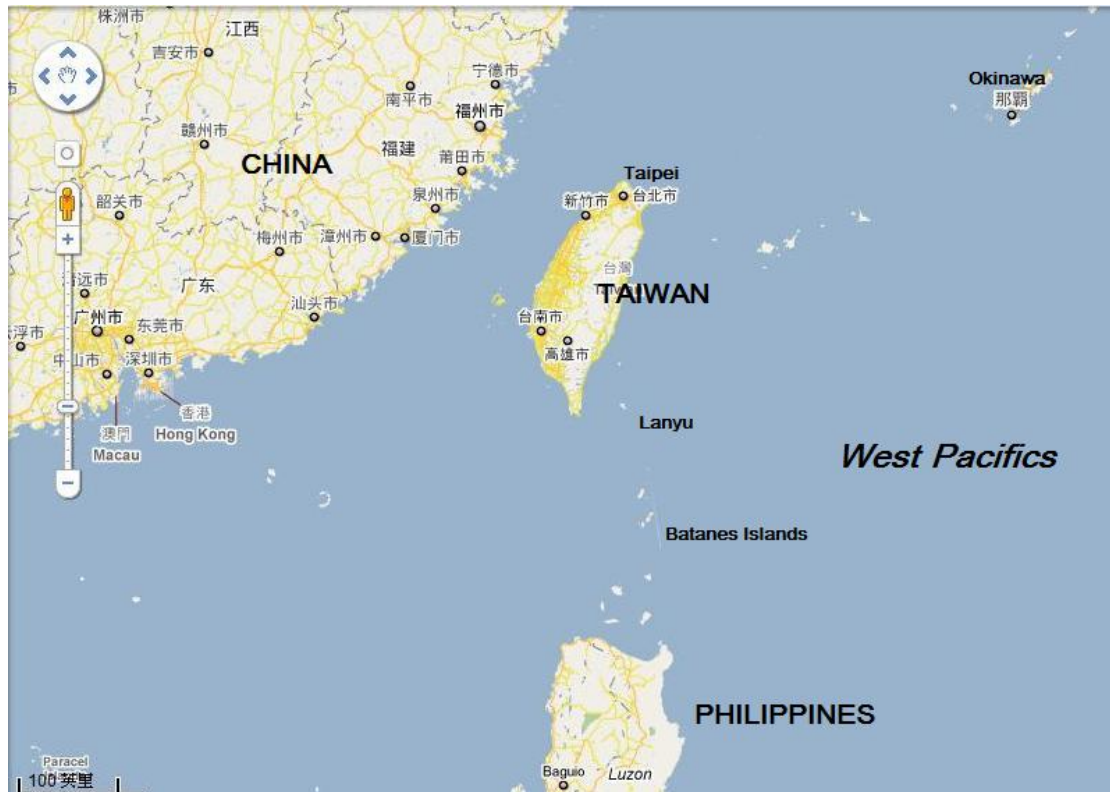 株洲市
江西
吉安市
宁德市
南平市
福州市
Okinawa
那覇
赣州市
CHINA
福建
莆田市
Taipei
台北市
新竹市
韶关市
泉州市
梅州市
漳州市
厦门市
台灣
TAIWAN
清远市
广东
汕头市
广州市
东莞市
台南市
云浮市
中山市
深圳市
高雄市
香港
Hong Kong
澳門
Macau
Lanyu
West Pacifics
Batanes Islands
PHILIPPINES
Paracel
Baguio
Luzon
100 英里